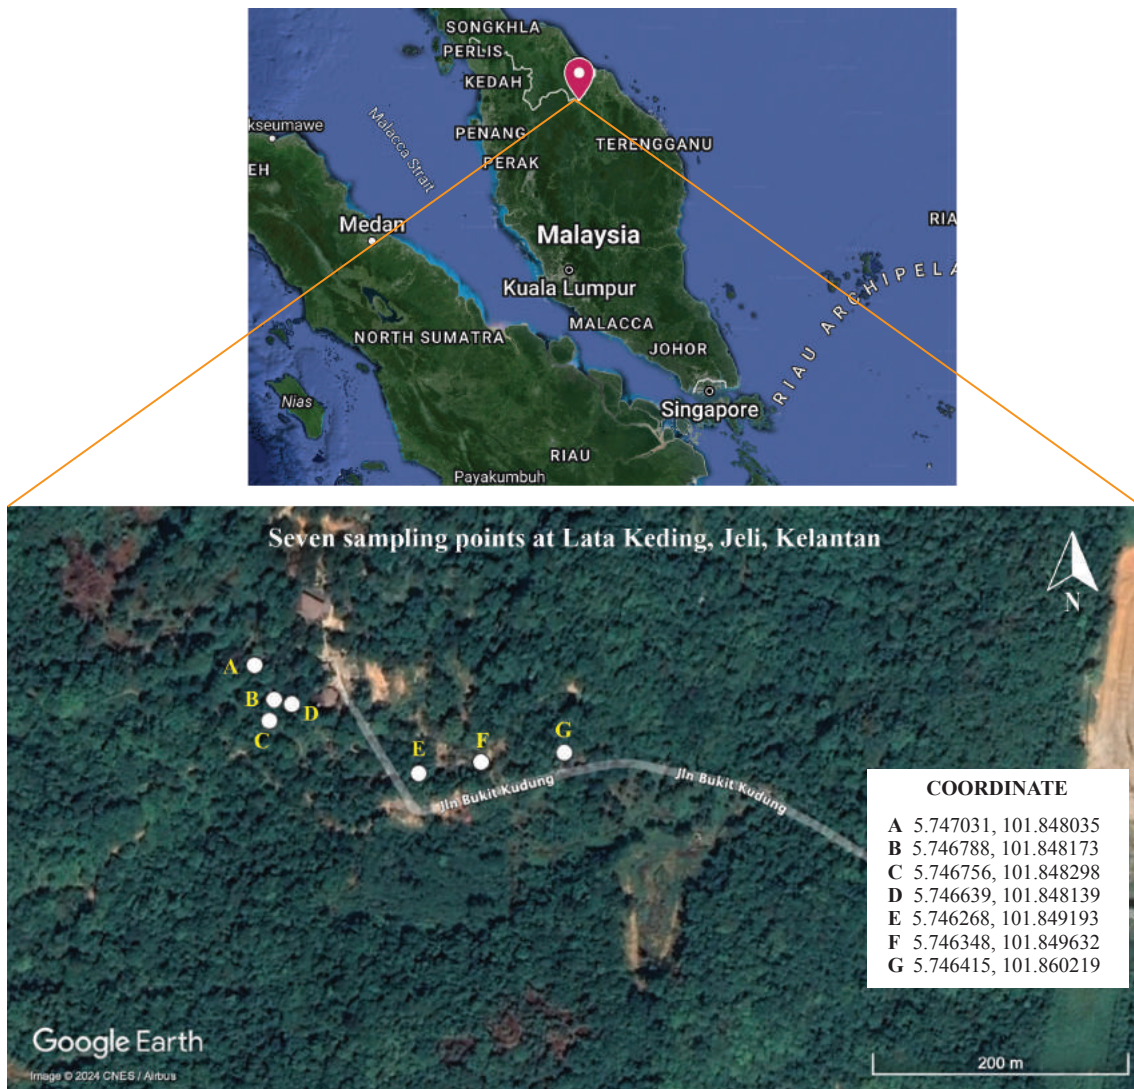 SONGKHLA
PERLIS
KEDAH
kseumawe
PENANG
TERENGGANU
EH
PERAK
Malacca Strait
Medan
RIA
Malaysia
Kuala Lumpur
RIAU ARCHIPELA
MALACCA
NORTH SUMATRA
JOHOR
Nias
Singapore
RIAU
Payakumbuh
Seven sampling points at Lata Keding, Jeli, Kelantan
N
A
B
D
C
E
F
G
Jln Bukit Kudung
Jln Bukit Kudung
COORDINATE
A 5.747031, 101.848035
B 5.746788, 101.848173
C 5.746756, 101.848298
D 5.746639, 101.848139
E 5.746268, 101.849193
F 5.746348, 101.849632
G 5.746415, 101.860219
Google Earth
Image © 2024 CNES / Airbus
200 m